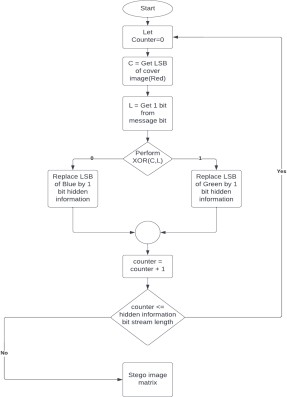 Start
Let
Counter=0
C = Get LSB
of cover
image(Red)
L = Get 1 bit
from
message bit
Perform
XOR(C,L)
0
1
Replace LSB
of Blue by 1
bit hidden
information
Replace LSB
of Green by 1
bit hidden
information
Yes
counter =
counter + 1
counter <=
hidden information
bit stream length
No
Stego image
matrix